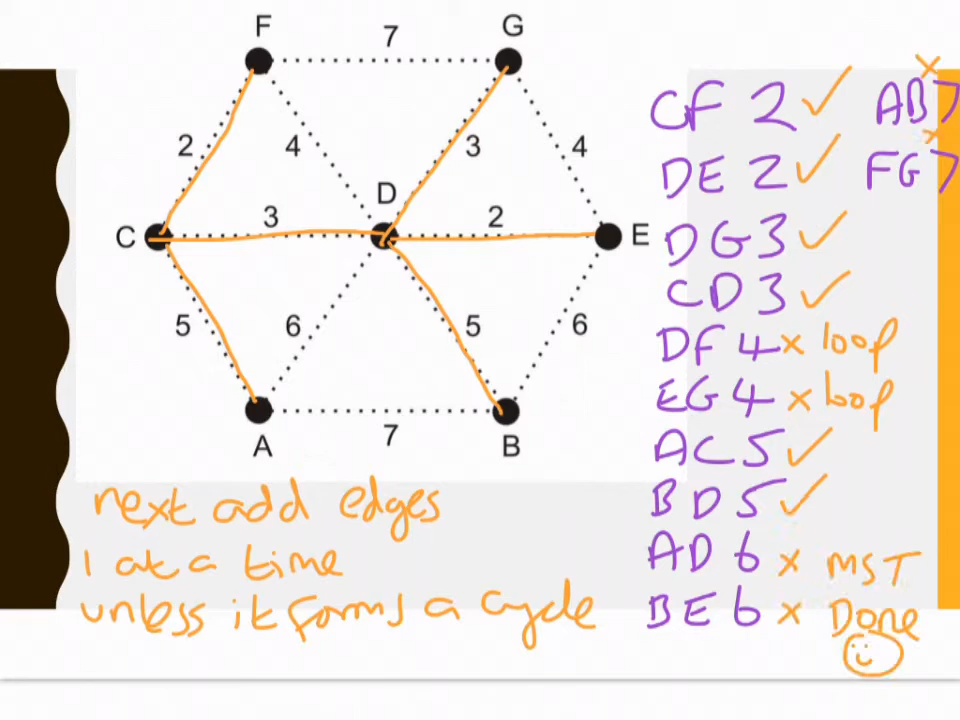 F 7 G
2 4 3 4
D
C 3 2 E
5 6 5 6
A 7 B
CF 2 ✓ AB 7 ×
DE 2 ✓ FG 7 ×
DG 3 ✓
CD 3 ✓
DF 4 × loop
EG 4 × loop
AC 5 ✓
BD 5 ✓
AD 6 × MST
BE 6 × Done
next add edges
1 at a time
unless it forms a cycle